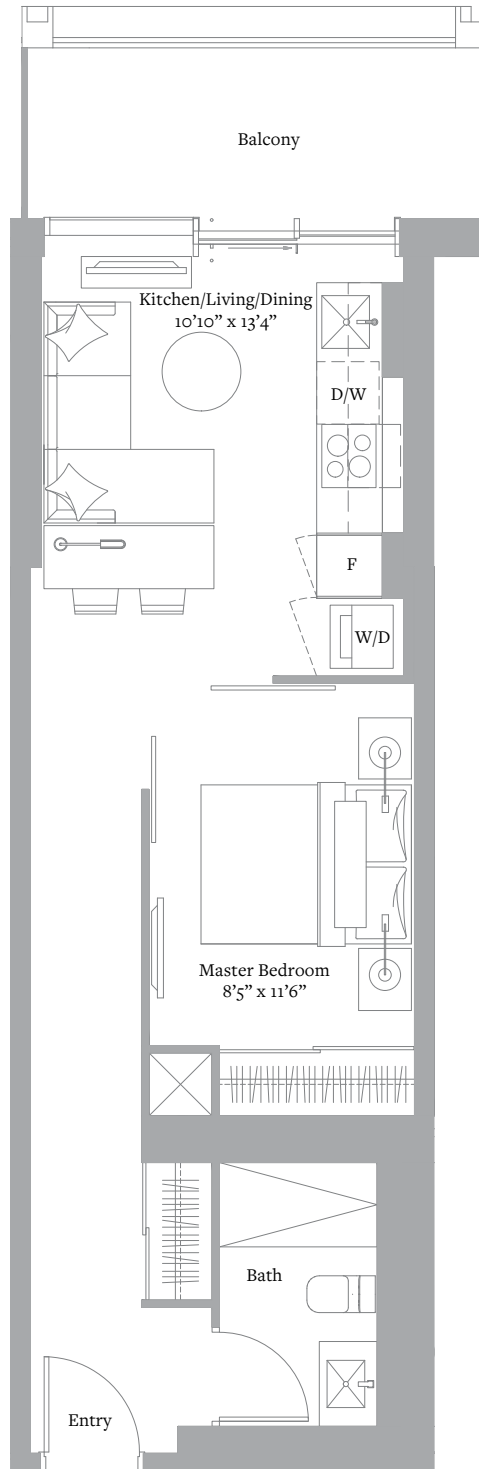 Balcony
Kitchen/Living/Dining
10’10” x 13’4”
D/W
F
W/D
Master Bedroom
8’5” x 11’6”
Bath
Entry